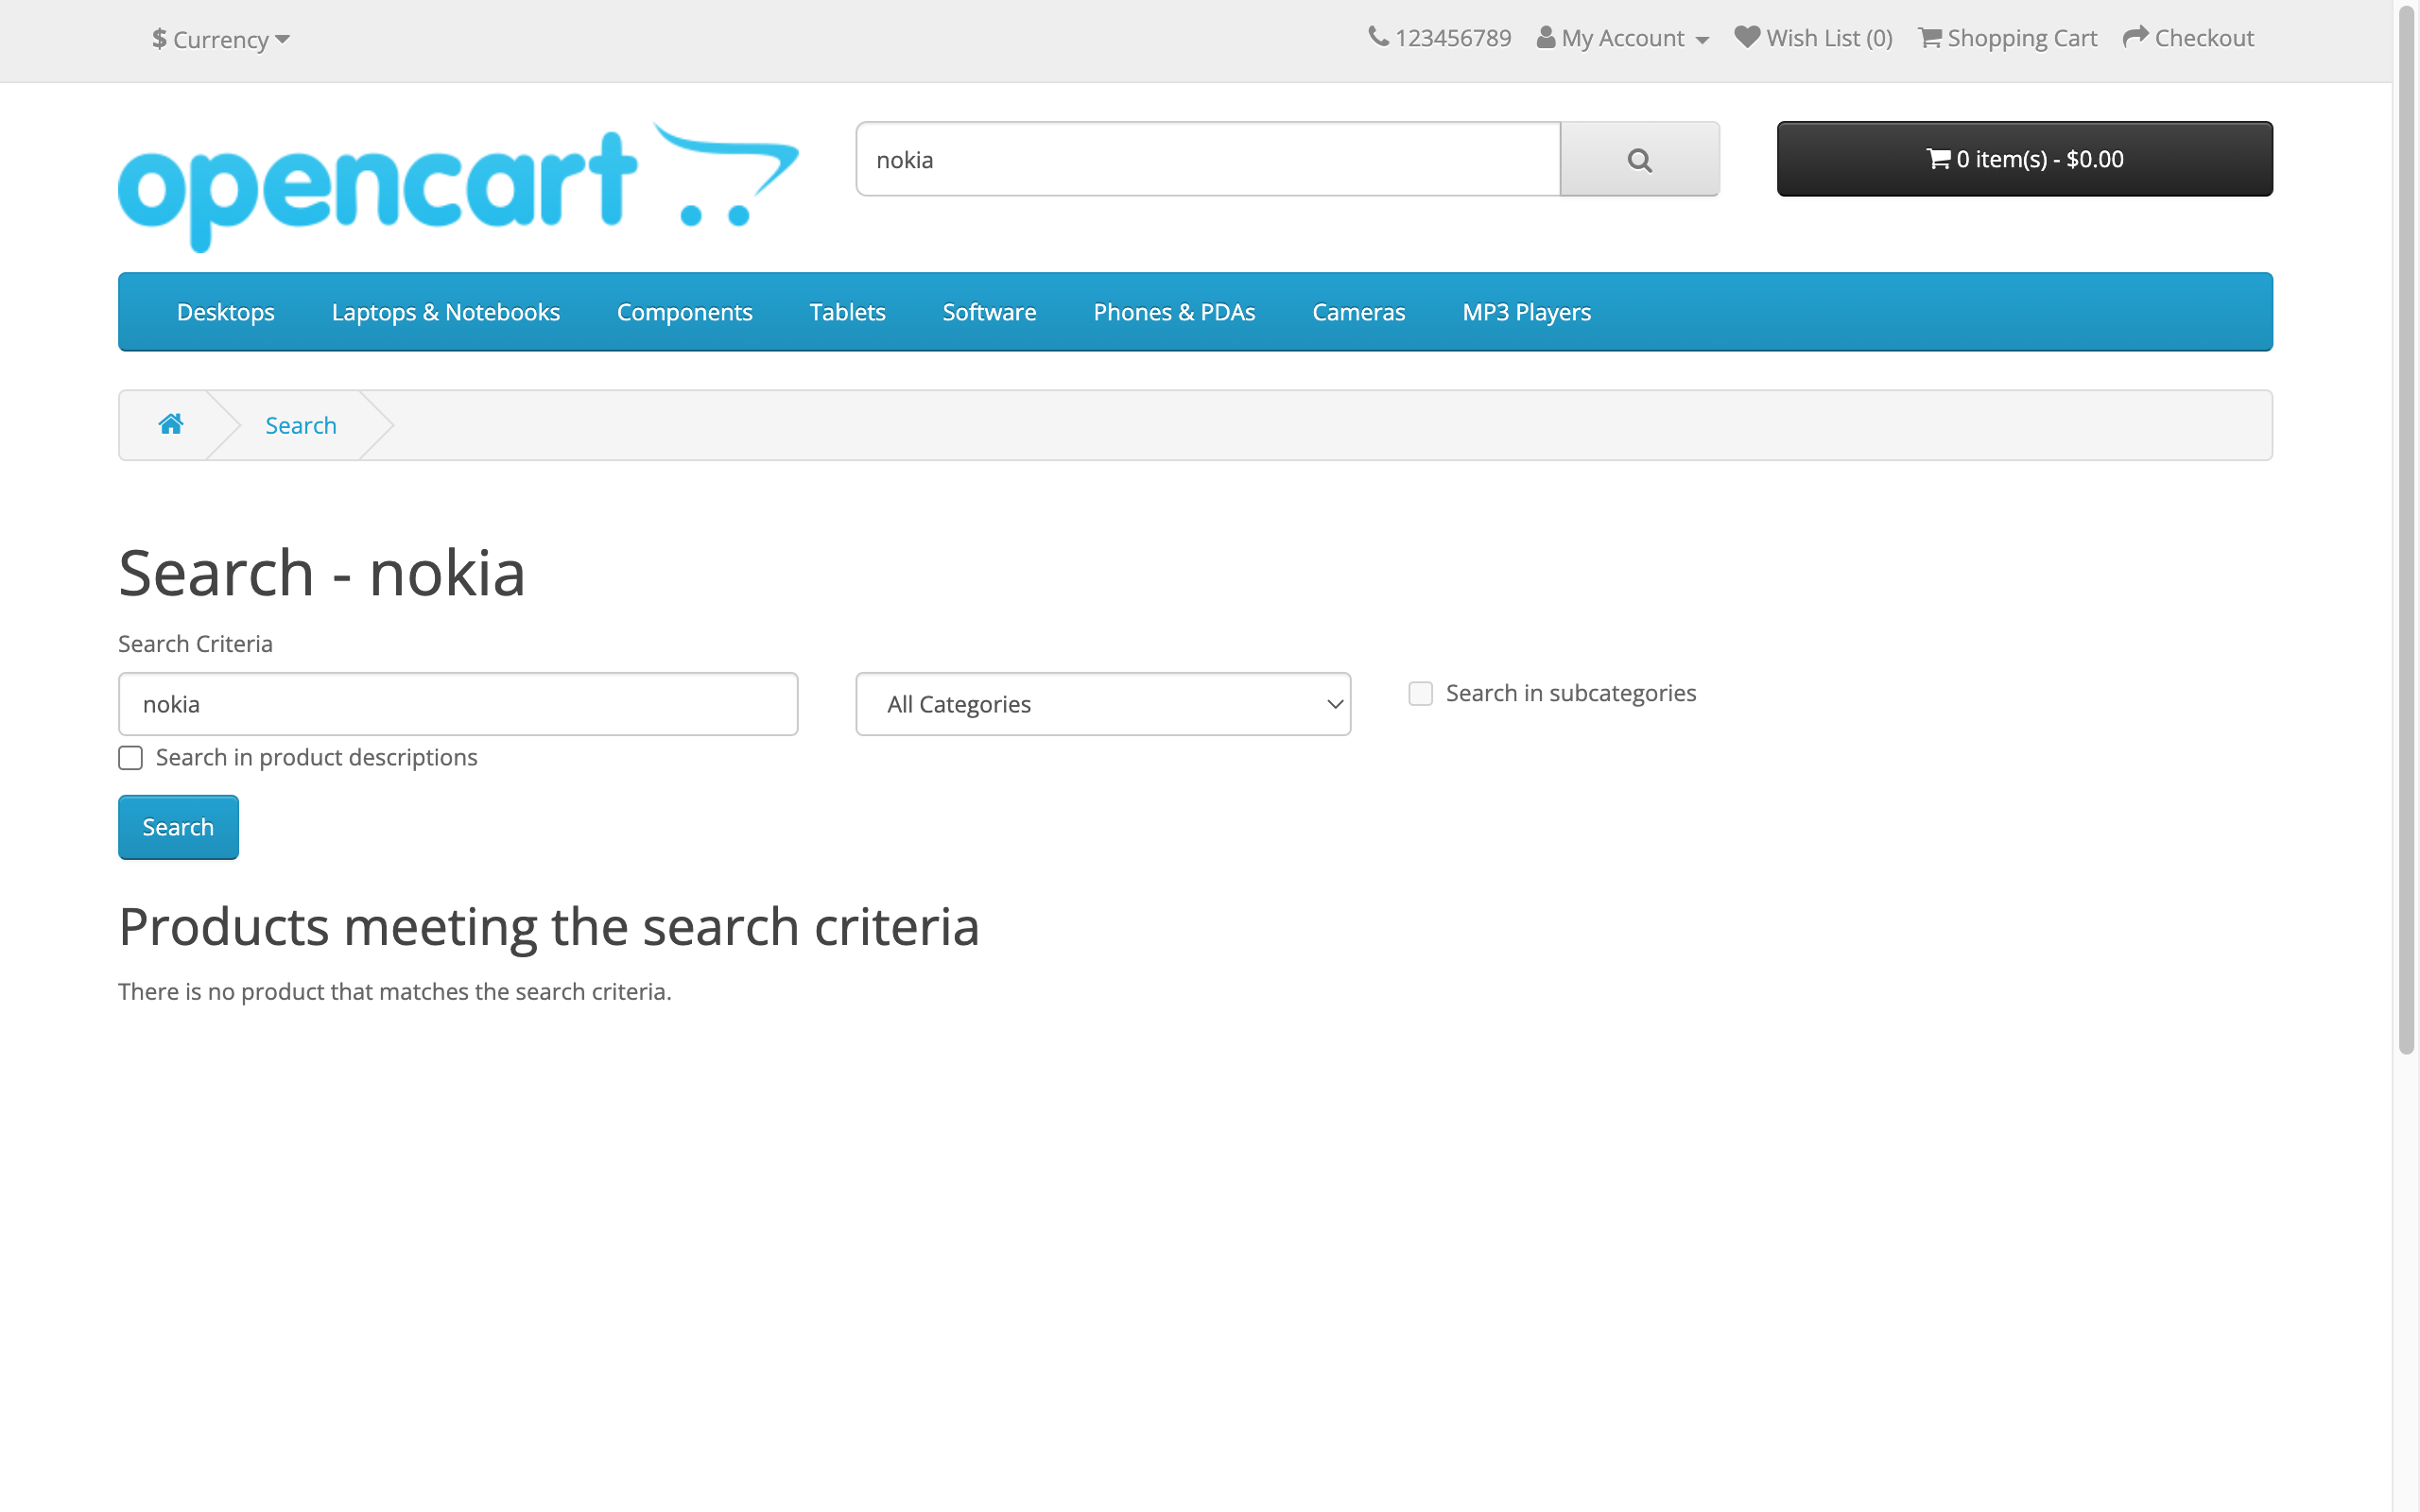 $ Currency
123456789 My Account Wish List (0) Shopping Cart Checkout
opencart
nokia
0 item(s) - $0.00
Desktops Laptops & Notebooks Components Tablets Software Phones & PDAs Cameras MP3 Players
Search
Search - nokia
Search Criteria
nokia
All Categories
Search in subcategories
Search in product descriptions
Search
Products meeting the search criteria
There is no product that matches the search criteria.